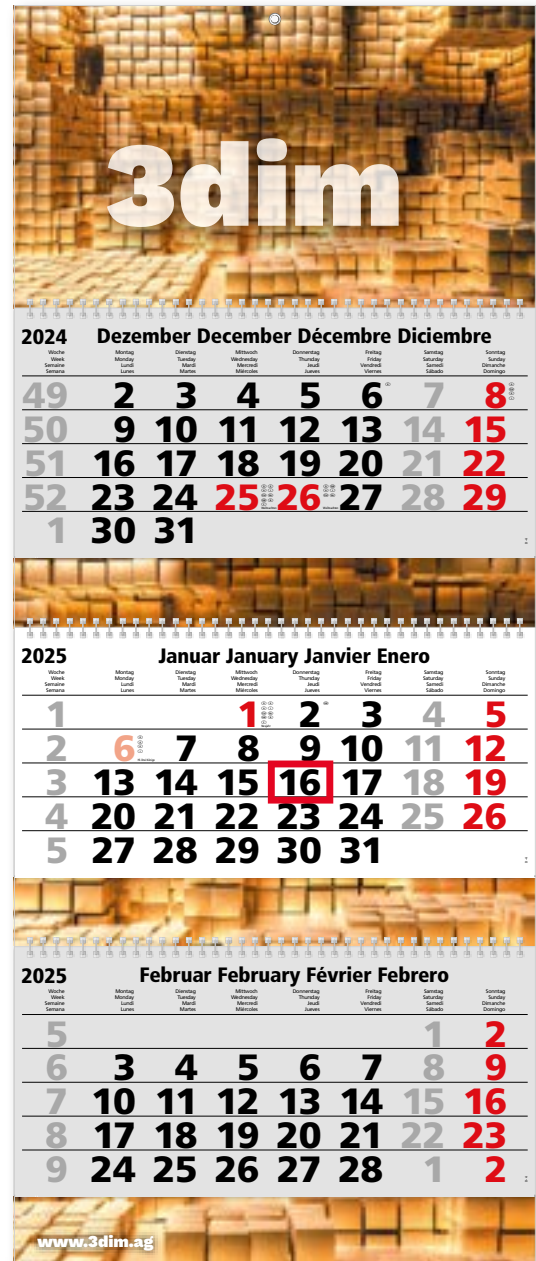 3dim
2024 Dezember December Décembre Diciembre
Woche Montag Dienstag Mittwoch Donnerstag Freitag Samstag Sonntag
Week Monday Tuesday Wednesday Thursday Friday Saturday Sunday
Semaine Lundi Mardi Mercredi Jeudi Vendredi Samedi Dimanche
Semana Lunes Martes Miércoles Jueves Viernes Sábado Domingo
49 2 3 4 5 6 7 8
50 9 10 11 12 13 14 15
51 16 17 18 19 20 21 22
52 23 24 25 26 27 28 29
1 30 31
2025 Januar January Janvier Enero
Woche Montag Dienstag Mittwoch Donnerstag Freitag Samstag Sonntag
Week Monday Tuesday Wednesday Thursday Friday Saturday Sunday
Semaine Lundi Mardi Mercredi Jeudi Vendredi Samedi Dimanche
Semana Lunes Martes Miércoles Jueves Viernes Sábado Domingo
1 1 2 3 4 5
2 6 7 8 9 10 11 12
3 13 14 15 16 17 18 19
4 20 21 22 23 24 25 26
5 27 28 29 30 31
2025 Februar February Février Febrero
Woche Montag Dienstag Mittwoch Donnerstag Freitag Samstag Sonntag
Week Monday Tuesday Wednesday Thursday Friday Saturday Sunday
Semaine Lundi Mardi Mercredi Jeudi Vendredi Samedi Dimanche
Semana Lunes Martes Miércoles Jueves Viernes Sábado Domingo
5 1 2
6 3 4 5 6 7 8 9
7 10 11 12 13 14 15 16
8 17 18 19 20 21 22 23
9 24 25 26 27 28 1 2
www.3dim.ag